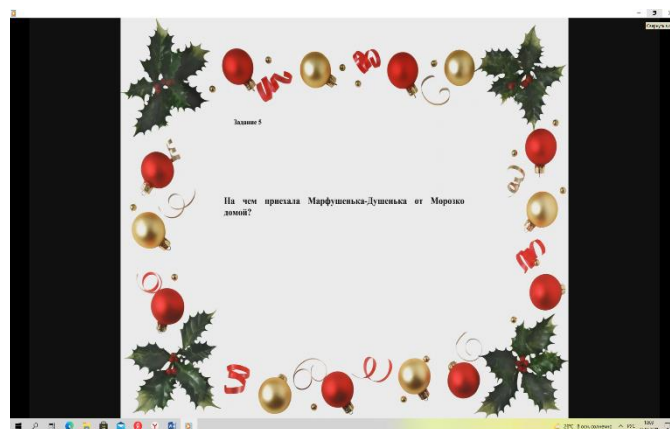 Задание 5
На чем приехала Марфушенька-Душенька от Морозко
домой?